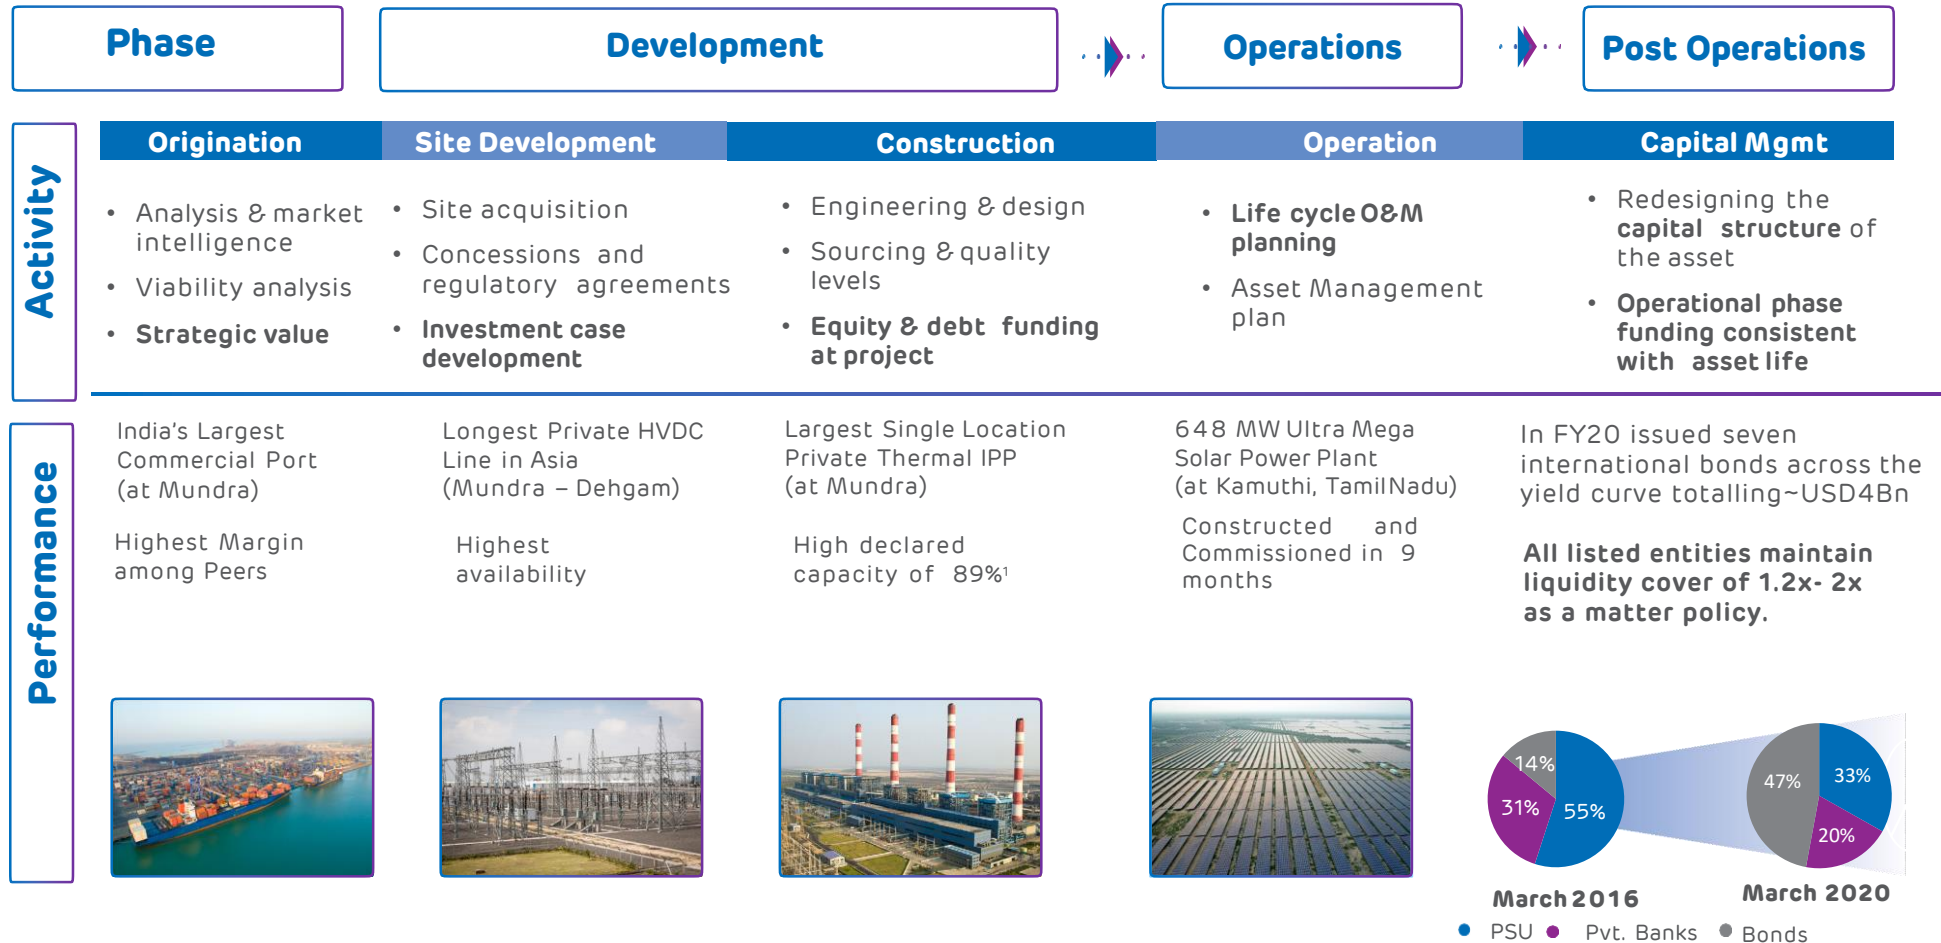 Phase
Development
Operations
Post Operations
Activity
Origination
Site Development
Construction
Operation
Capital Mgmt
• Analysis & market
intelligence
• Viability analysis
• Strategic value
• Site acquisition
• Concessions and
regulatory agreements
• Investment case
development
• Engineering & design
• Sourcing & quality
levels
• Equity & debt funding
at project
• Life cycle O&M
planning
• Asset Management
plan
• Redesigning the
capital structure of
the asset
• Operational phase
funding consistent
with asset life
Performance
India's Largest
Commercial Port
(at Mundra)
Highest Margin
among Peers
Longest Private HVDC
Line in Asia
(Mundra – Dehgam)
Highest
availability
Largest Single Location
Private Thermal IPP
(at Mundra)
High declared
capacity of 89%¹
648 MW Ultra Mega
Solar Power Plant
(at Kamuthi, TamilNadu)
Constructed and
Commissioned in 9
months
In FY20 issued seven
international bonds across the
yield curve totalling~USD4Bn
All listed entities maintain
liquidity cover of 1.2x- 2x
as a matter policy.
14%
31%
55%
March 2016
47%
33%
20%
March 2020
PSU
Pvt. Banks
Bonds